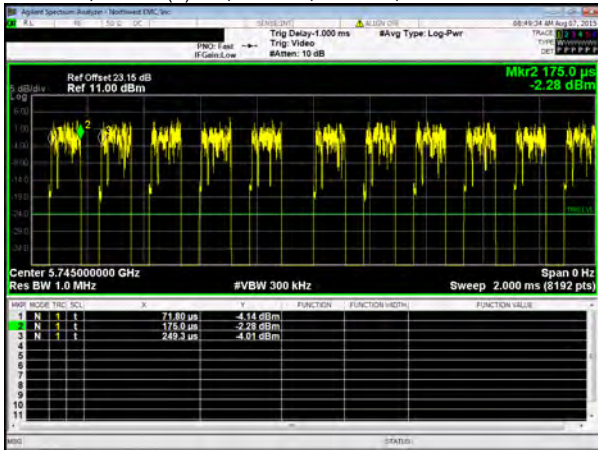 Agilent Spectrum Analyzer - Northwest EMC, Inc
RL RF 50 Ω DC SENSE:INT ALIGN OFF 08:49:34 AM Aug 07, 2015
Trig Delay-1.000 ms #Avg Type: Log-Pwr TRACE 1 2 3 4 5 6
PNO: Fast Trig: Video TYPE WWWWWW
IFGain:Low #Atten: 10 dB DET P P P P P P
Mkr2 175.0 µs
Ref Offset 23.15 dB
5 dB/div Ref 11.00 dBm -2.28 dBm
Log
6.00
1.00
-4.00
-9.00
-14.0
-19.0
-24.0
-29.0
-34.0
Center 5.745000000 GHz Span 0 Hz
Res BW 1.0 MHz #VBW 300 kHz Sweep 2.000 ms (8192 pts)
MKR MODE TRC SCL X Y FUNCTION FUNCTION WIDTH FUNCTION VALUE
1 N 1 t 71.80 µs -4.14 dBm
2 N 1 t 175.0 µs -2.28 dBm
3 N 1 t 249.3 µs -4.01 dBm
4
5
6
7
8
9
10
11
MSG STATUS